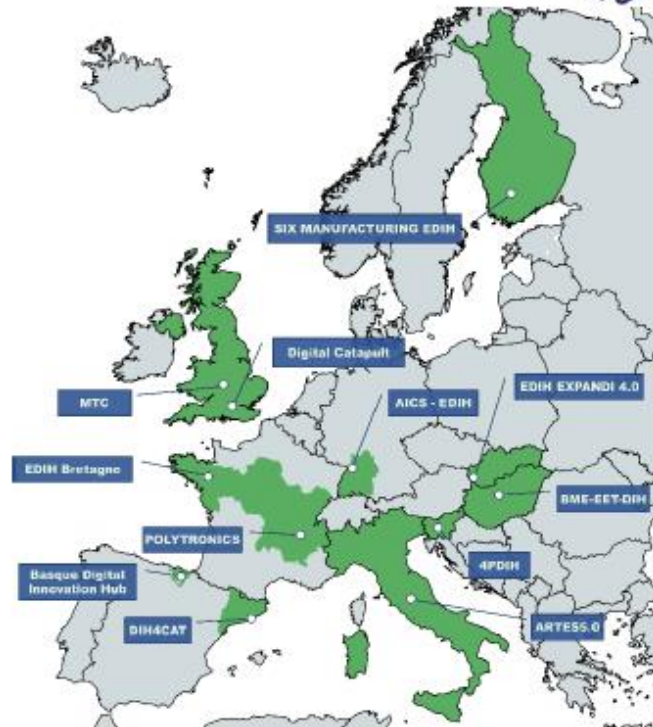 SIX MANUFACTURING EDIH
Digital Catapult
EDIH EXPANDI 4.0
MTC
AICS - EDIH
EDIH Bretagne
BME-EET-DIH
POLYTRONICS
4PDIH
Basque Digital
Innovation Hub
DIH4CAT
ARTES5.0